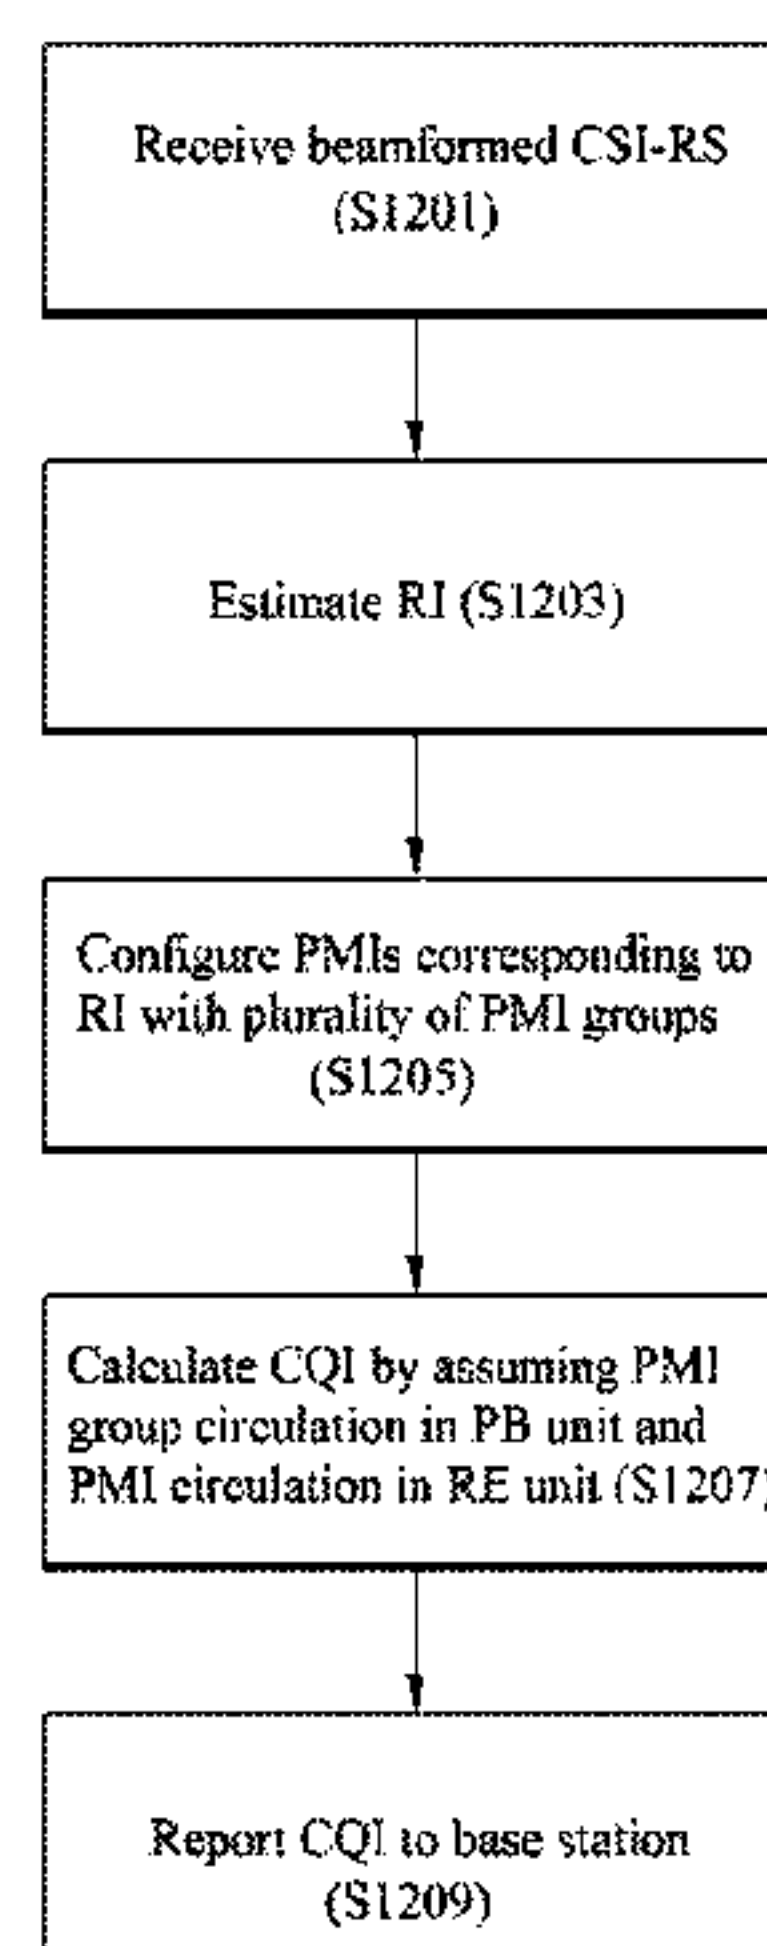 Receive beamformed CSI-RS
(S1201)
Estimate RI (S1203)
Configure PMIs corresponding to
RI with plurality of PMI groups
(S1205)
Calculate CQI by assuming PMI
group circulation in PB unit and
PMI circulation in RE unit (S1207)
Report CQI to base station
(S1209)